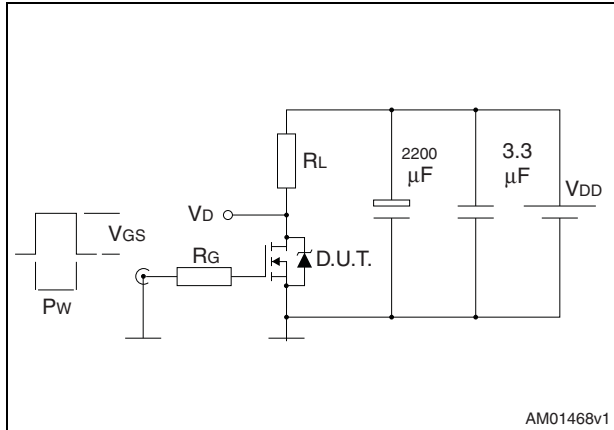 RL
2200
μF
3.3
μF
VDD
VD
VGS
RG
D.U.T.
PW
AM01468v1